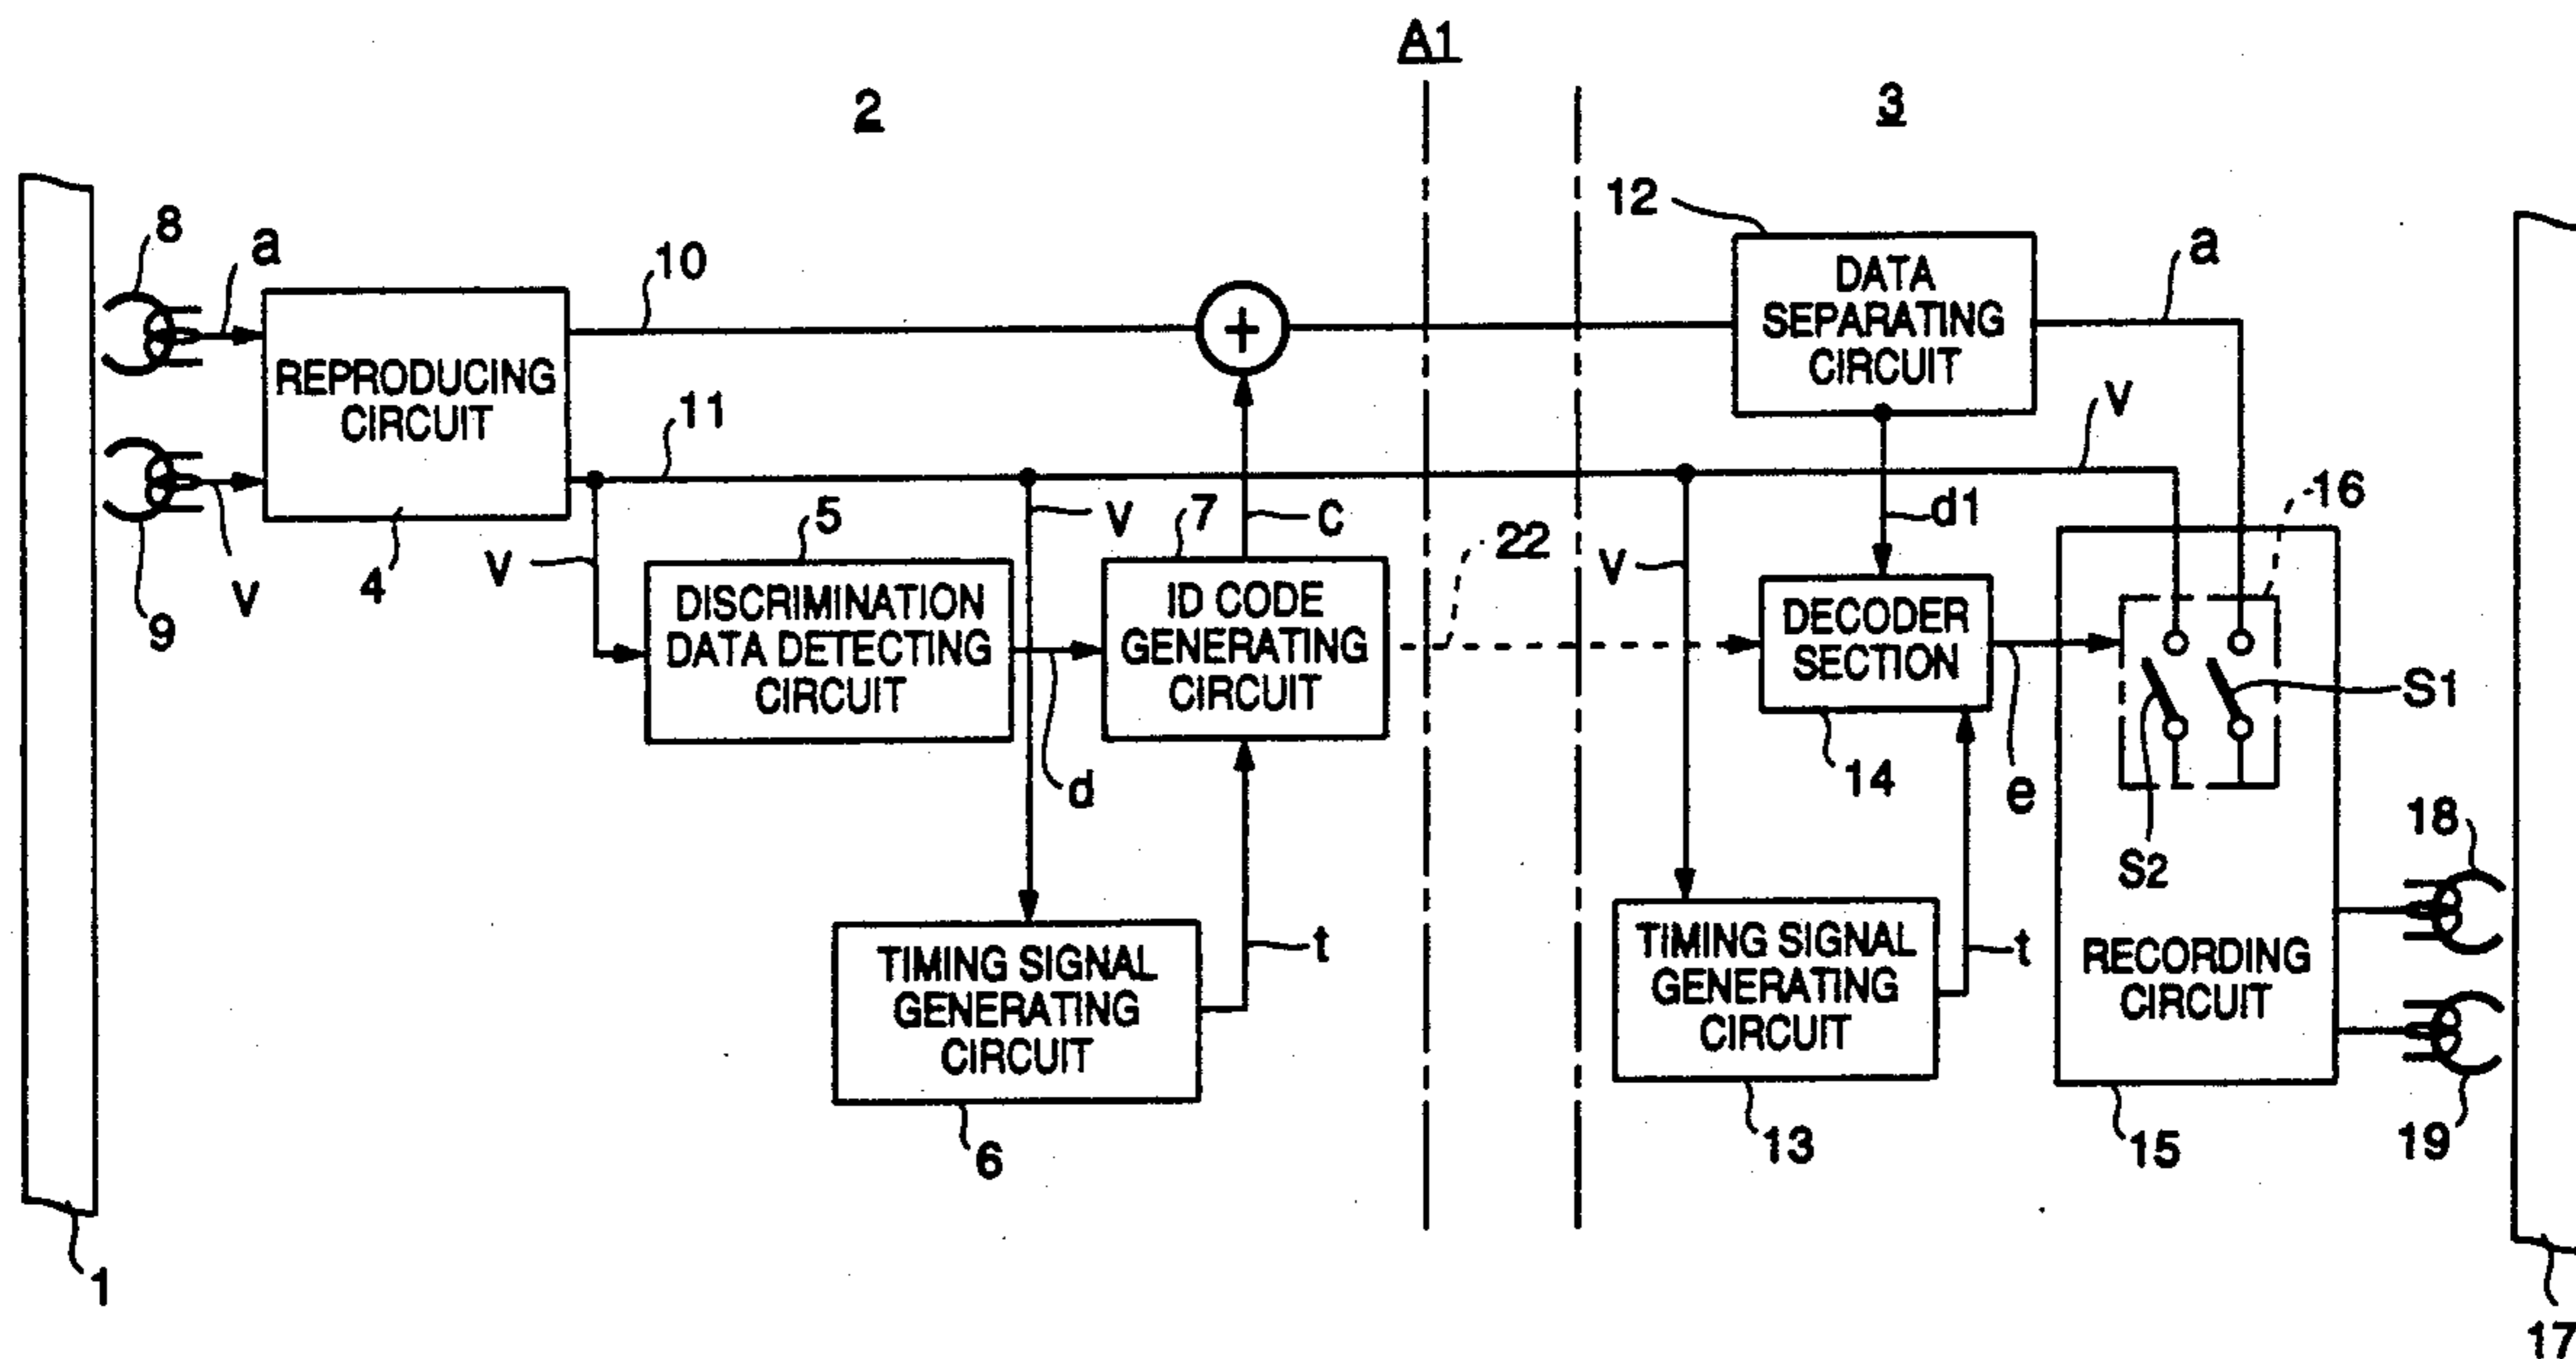 A1
2
3
8
a
10
12
DATA
SEPARATING
CIRCUIT
a
REPRODUCING
CIRCUIT
4
11
V
9
V
V
5
DISCRIMINATION
DATA DETECTING
CIRCUIT
d
V
7
C
ID CODE
GENERATING
CIRCUIT
22
V
d1
DECODER
SECTION
14
e
V
16
S1
S2
TIMING SIGNAL
GENERATING
CIRCUIT
6
t
TIMING SIGNAL
GENERATING
CIRCUIT
13
t
RECORDING
CIRCUIT
15
18
19
1
17